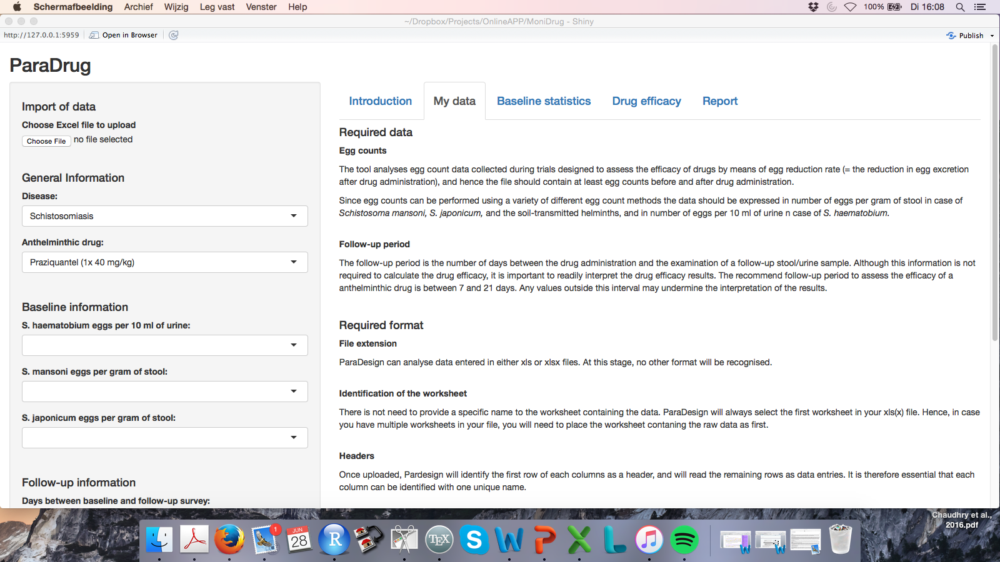 Schermafbeelding Archief Wijzig Leg vast Venster Help 100% Di 16:08
~/Dropbox/Projects/OnlineAPP/MoniDrug - Shiny
http://127.0.0.1:5959 Open in Browser Publish
ParaDrug
Import of data
Choose Excel file to upload
Choose File no file selected
General Information
Disease:
Schistosomiasis
Anthelminthic drug:
Praziquantel (1x 40 mg/kg)
Baseline information
S. haematobium eggs per 10 ml of urine:
S. mansoni eggs per gram of stool:
S. japonicum eggs per gram of stool:
Follow-up information
Days between baseline and follow-up survey:
Introduction My data Baseline statistics Drug efficacy Report
Required data
Egg counts
The tool analyses egg count data collected during trials designed to assess the efficacy of drugs by means of egg reduction rate (= the reduction in egg excretion
after drug administration), and hence the file should contain at least egg counts before and after drug administration.
Since egg counts can be performed using a variety of different egg count methods the data should be expressed in number of eggs per gram of stool in case of
Schistosoma mansoni, S. japonicum, and the soil-transmitted helminths, and in number of eggs per 10 ml of urine n case of S. haematobium.
Follow-up period
The follow-up period is the number of days between the drug administration and the examination of a follow-up stool/urine sample. Although this information is not
required to calculate the drug efficacy, it is important to readily interpret the drug efficacy results. The recommend follow-up period to assess the efficacy of a
anthelminthic drug is between 7 and 21 days. Any values outside this interval may undermine the interpretation of the results.
Required format
File extension
ParaDesign can analyse data entered in either xls or xlsx files. At this stage, no other format will be recognised.
Identification of the worksheet
There is not need to provide a specific name to the worksheet containing the data. ParaDesign will always select the first worksheet in your xls(x) file. Hence, in case
you have multiple worksheets in your file, you will need to place the worksheet contaning the raw data as first.
Headers
Once uploaded, Pardesign will identify the first row of each columns as a header, and will read the remaining rows as data entries. It is therefore essential that each
column can be identified with one unique name.
Chaudhry et al.,
2016.pdf
1
JUN
28
R
TEX
S
W
P
X
L
W
W